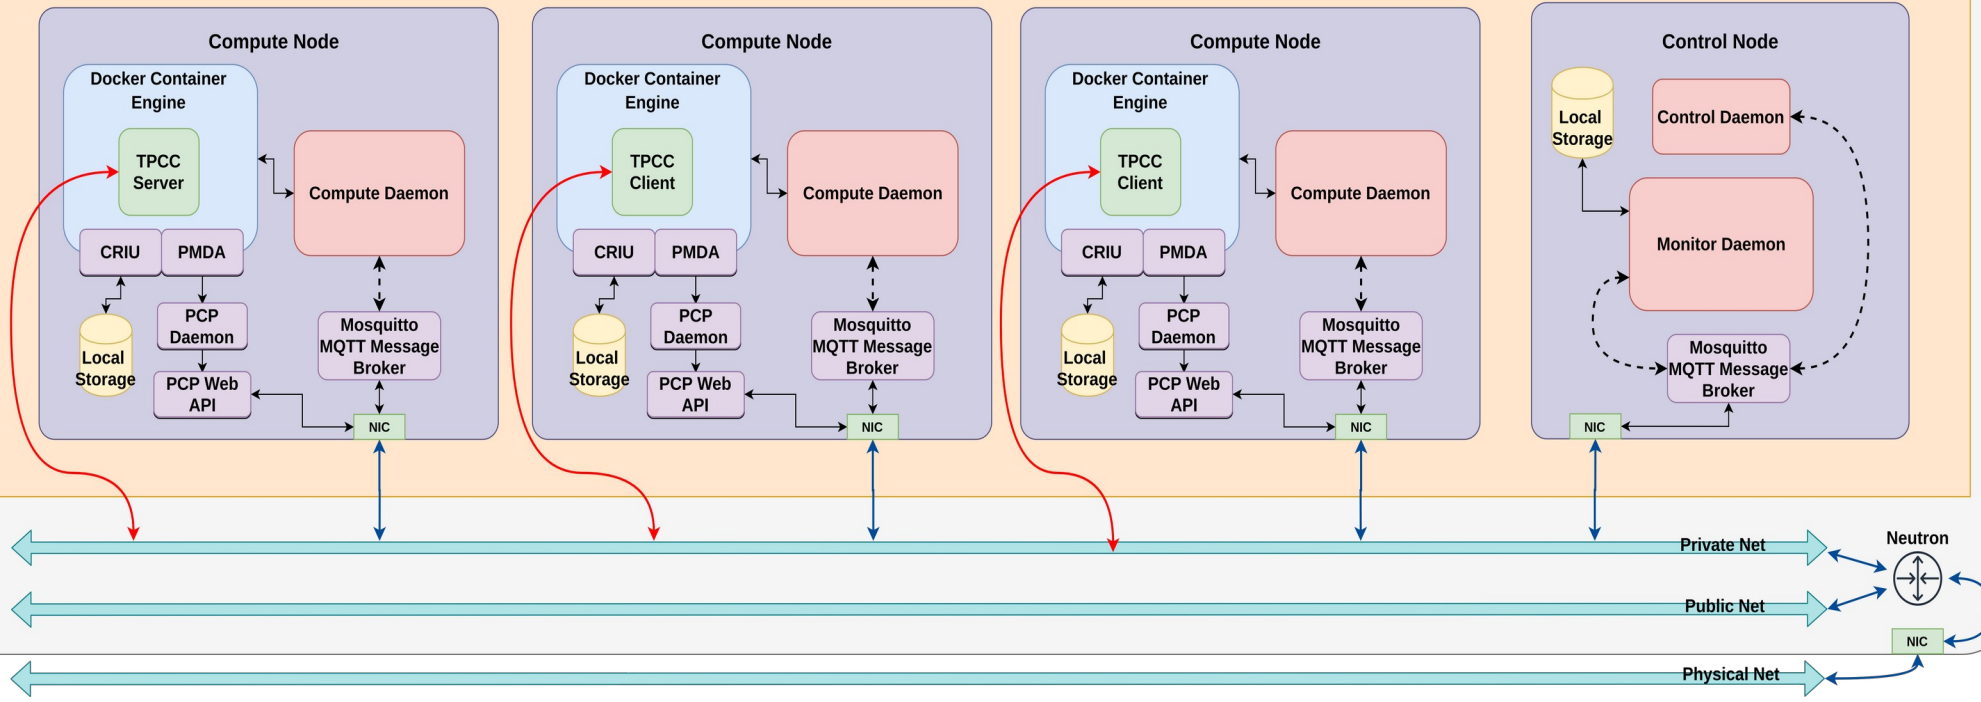 Compute Node
Docker Container
Engine
TPCC
Server
Compute Daemon
CRIU
PMDA
PCP
Daemon
Local
Storage
PCP Web
API
Mosquitto
MQTT Message
Broker
NIC
Compute Node
Docker Container
Engine
TPCC
Client
Compute Daemon
CRIU
PMDA
PCP
Daemon
Local
Storage
PCP Web
API
Mosquitto
MQTT Message
Broker
NIC
Compute Node
Docker Container
Engine
TPCC
Client
Compute Daemon
CRIU
PMDA
PCP
Daemon
Local
Storage
PCP Web
API
Mosquitto
MQTT Message
Broker
NIC
Control Node
Local
Storage
Control Daemon
Monitor Daemon
Mosquitto
MQTT Message
Broker
NIC
Private Net
Neutron
Public Net
NIC
Physical Net